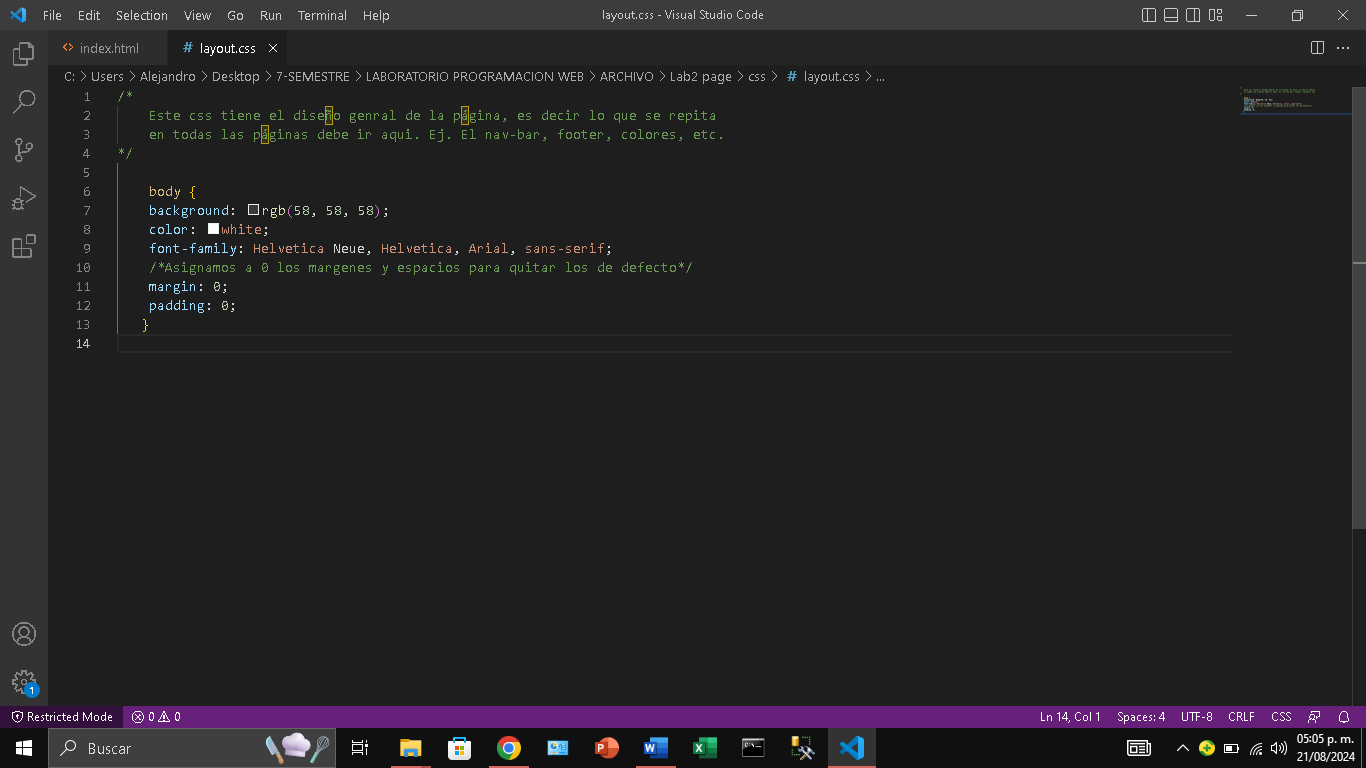 File Edit Selection View Go Run Terminal Help
layout.css - Visual Studio Code
index.html
# layout.css
C: > Users > Alejandro > Desktop > 7-SEMESTRE > LABORATORIO PROGRAMACION WEB > ARCHIVO > Lab2 page > css > # layout.css > ...
1 /*
2 Este css tiene el diseño genral de la página, es decir lo que se repita
3 en todas las páginas debe ir aqui. Ej. El nav-bar, footer, colores, etc.
4 */
5
6 body {
7 background: rgb(58, 58, 58);
8 color: white;
9 font-family: Helvetica Neue, Helvetica, Arial, sans-serif;
10 /*Asignamos a 0 los margenes y espacios para quitar los de defecto*/
11 margin: 0;
12 padding: 0;
13 }
14
1
Restricted Mode 0 0
Ln 14, Col 1 Spaces: 4 UTF-8 CRLF CSS
Buscar
05:05 p. m.
21/08/2024